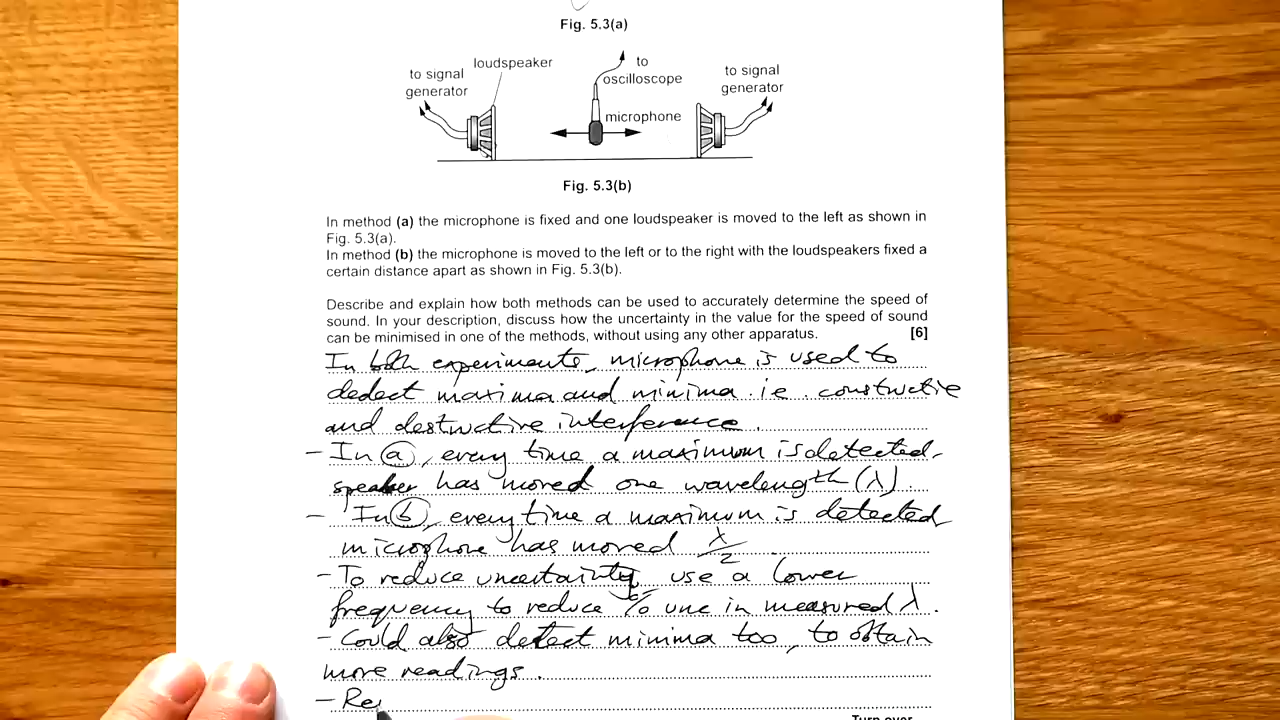 Fig. 5.3(a)
to signal
generator
loudspeaker
to
oscilloscope
microphone
to signal
generator
Fig. 5.3(b)
In method (a) the microphone is fixed and one loudspeaker is moved to the left as shown in
Fig. 5.3(a).
In method (b) the microphone is moved to the left or to the right with the loudspeakers fixed a
certain distance apart as shown in Fig. 5.3(b).
Describe and explain how both methods can be used to accurately determine the speed of
sound. In your description, discuss how the uncertainty in the value for the speed of sound
can be minimised in one of the methods, without using any other apparatus. [6]
In both experiments, microphone is used to
dedect maxima and minima i.e. constructive
and destructive interference.
- In (a), every time a maximum is detected,
speaker has moved one wavelength (λ).
- In (b), every time a maximum is detected
microphone has moved λ/2
- To reduce uncertainty use a lower
frequency to reduce % unc in measured λ.
- Could also detect minima too, to obtain
more readings.
- Re
Turn over